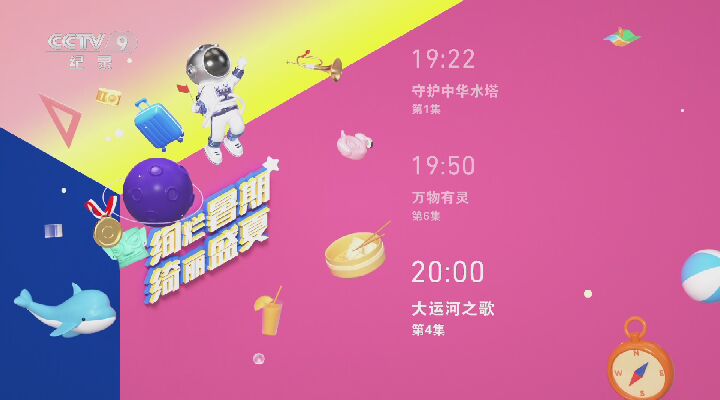 CCTV 9
纪录
19:22
守护中华水塔
第1集
19:50
万物有灵
第6集
20:00
大运河之歌
第4集
绚烂暑期
绮丽盛夏
N
W E
S